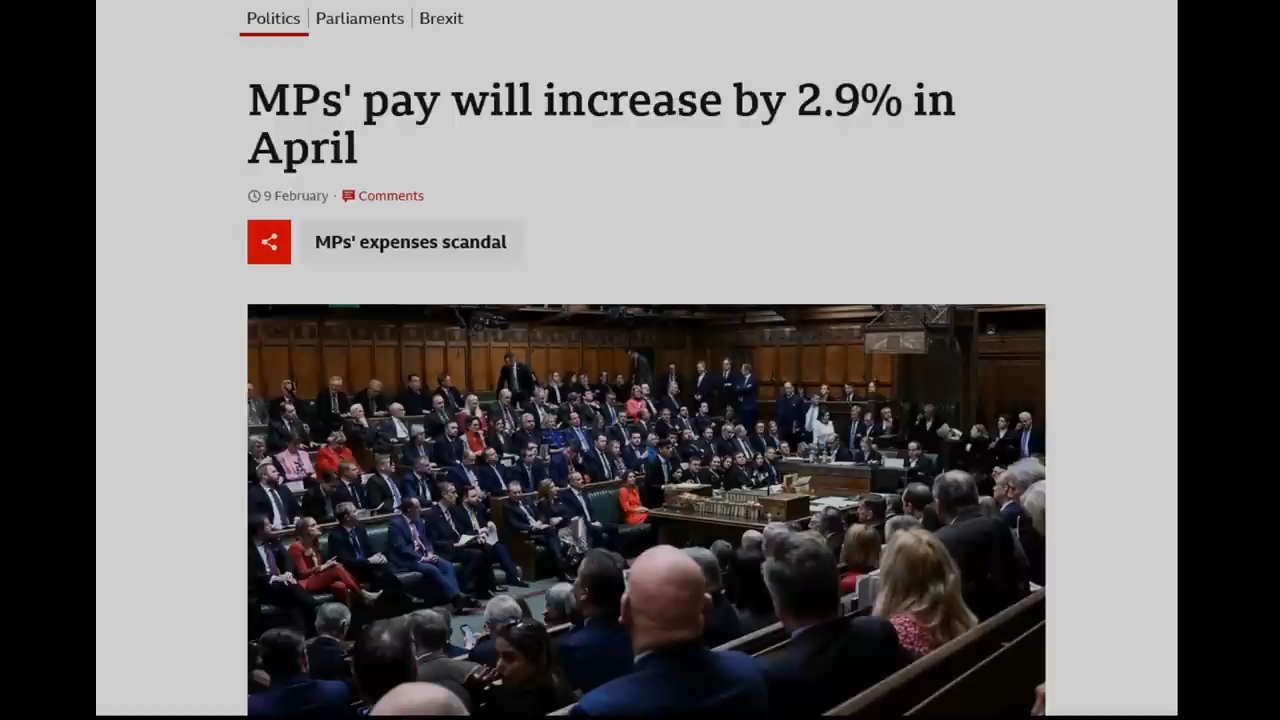 Politics
Parliaments
Brexit
MPs' pay will increase by 2.9% in
April
9 February · Comments
MPs' expenses scandal